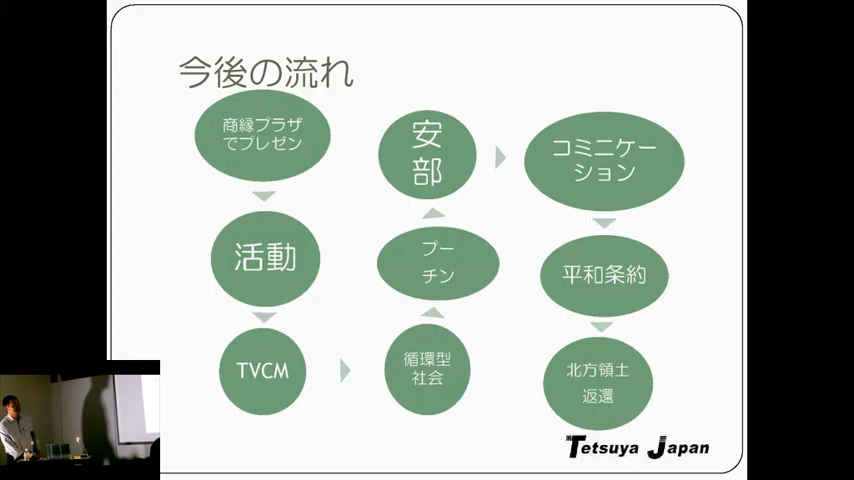 今後の流れ
商縁プラザ
でプレゼン
活動
TVCM
循環型
社会
プー
チン
安
部
コミニケー
ション
平和条約
北方領土
返還
Tetsuya Japan